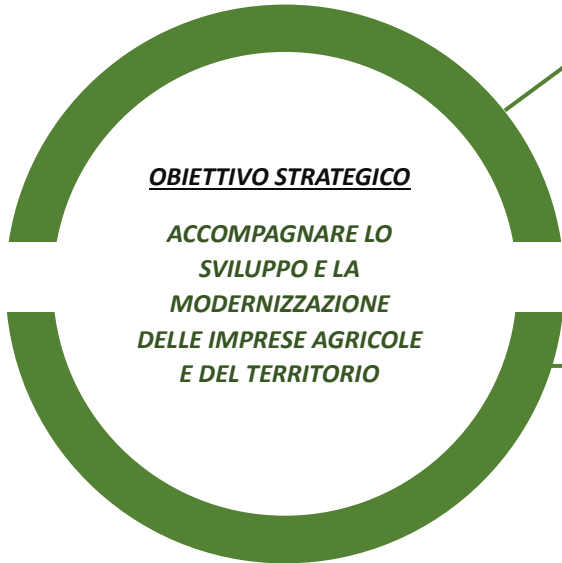 OBIETTIVO STRATEGICO
ACCOMPAGNARE LO
SVILUPPO E LA
MODERNIZZAZIONE
DELLE IMPRESE AGRICOLE
E DEL TERRITORIO